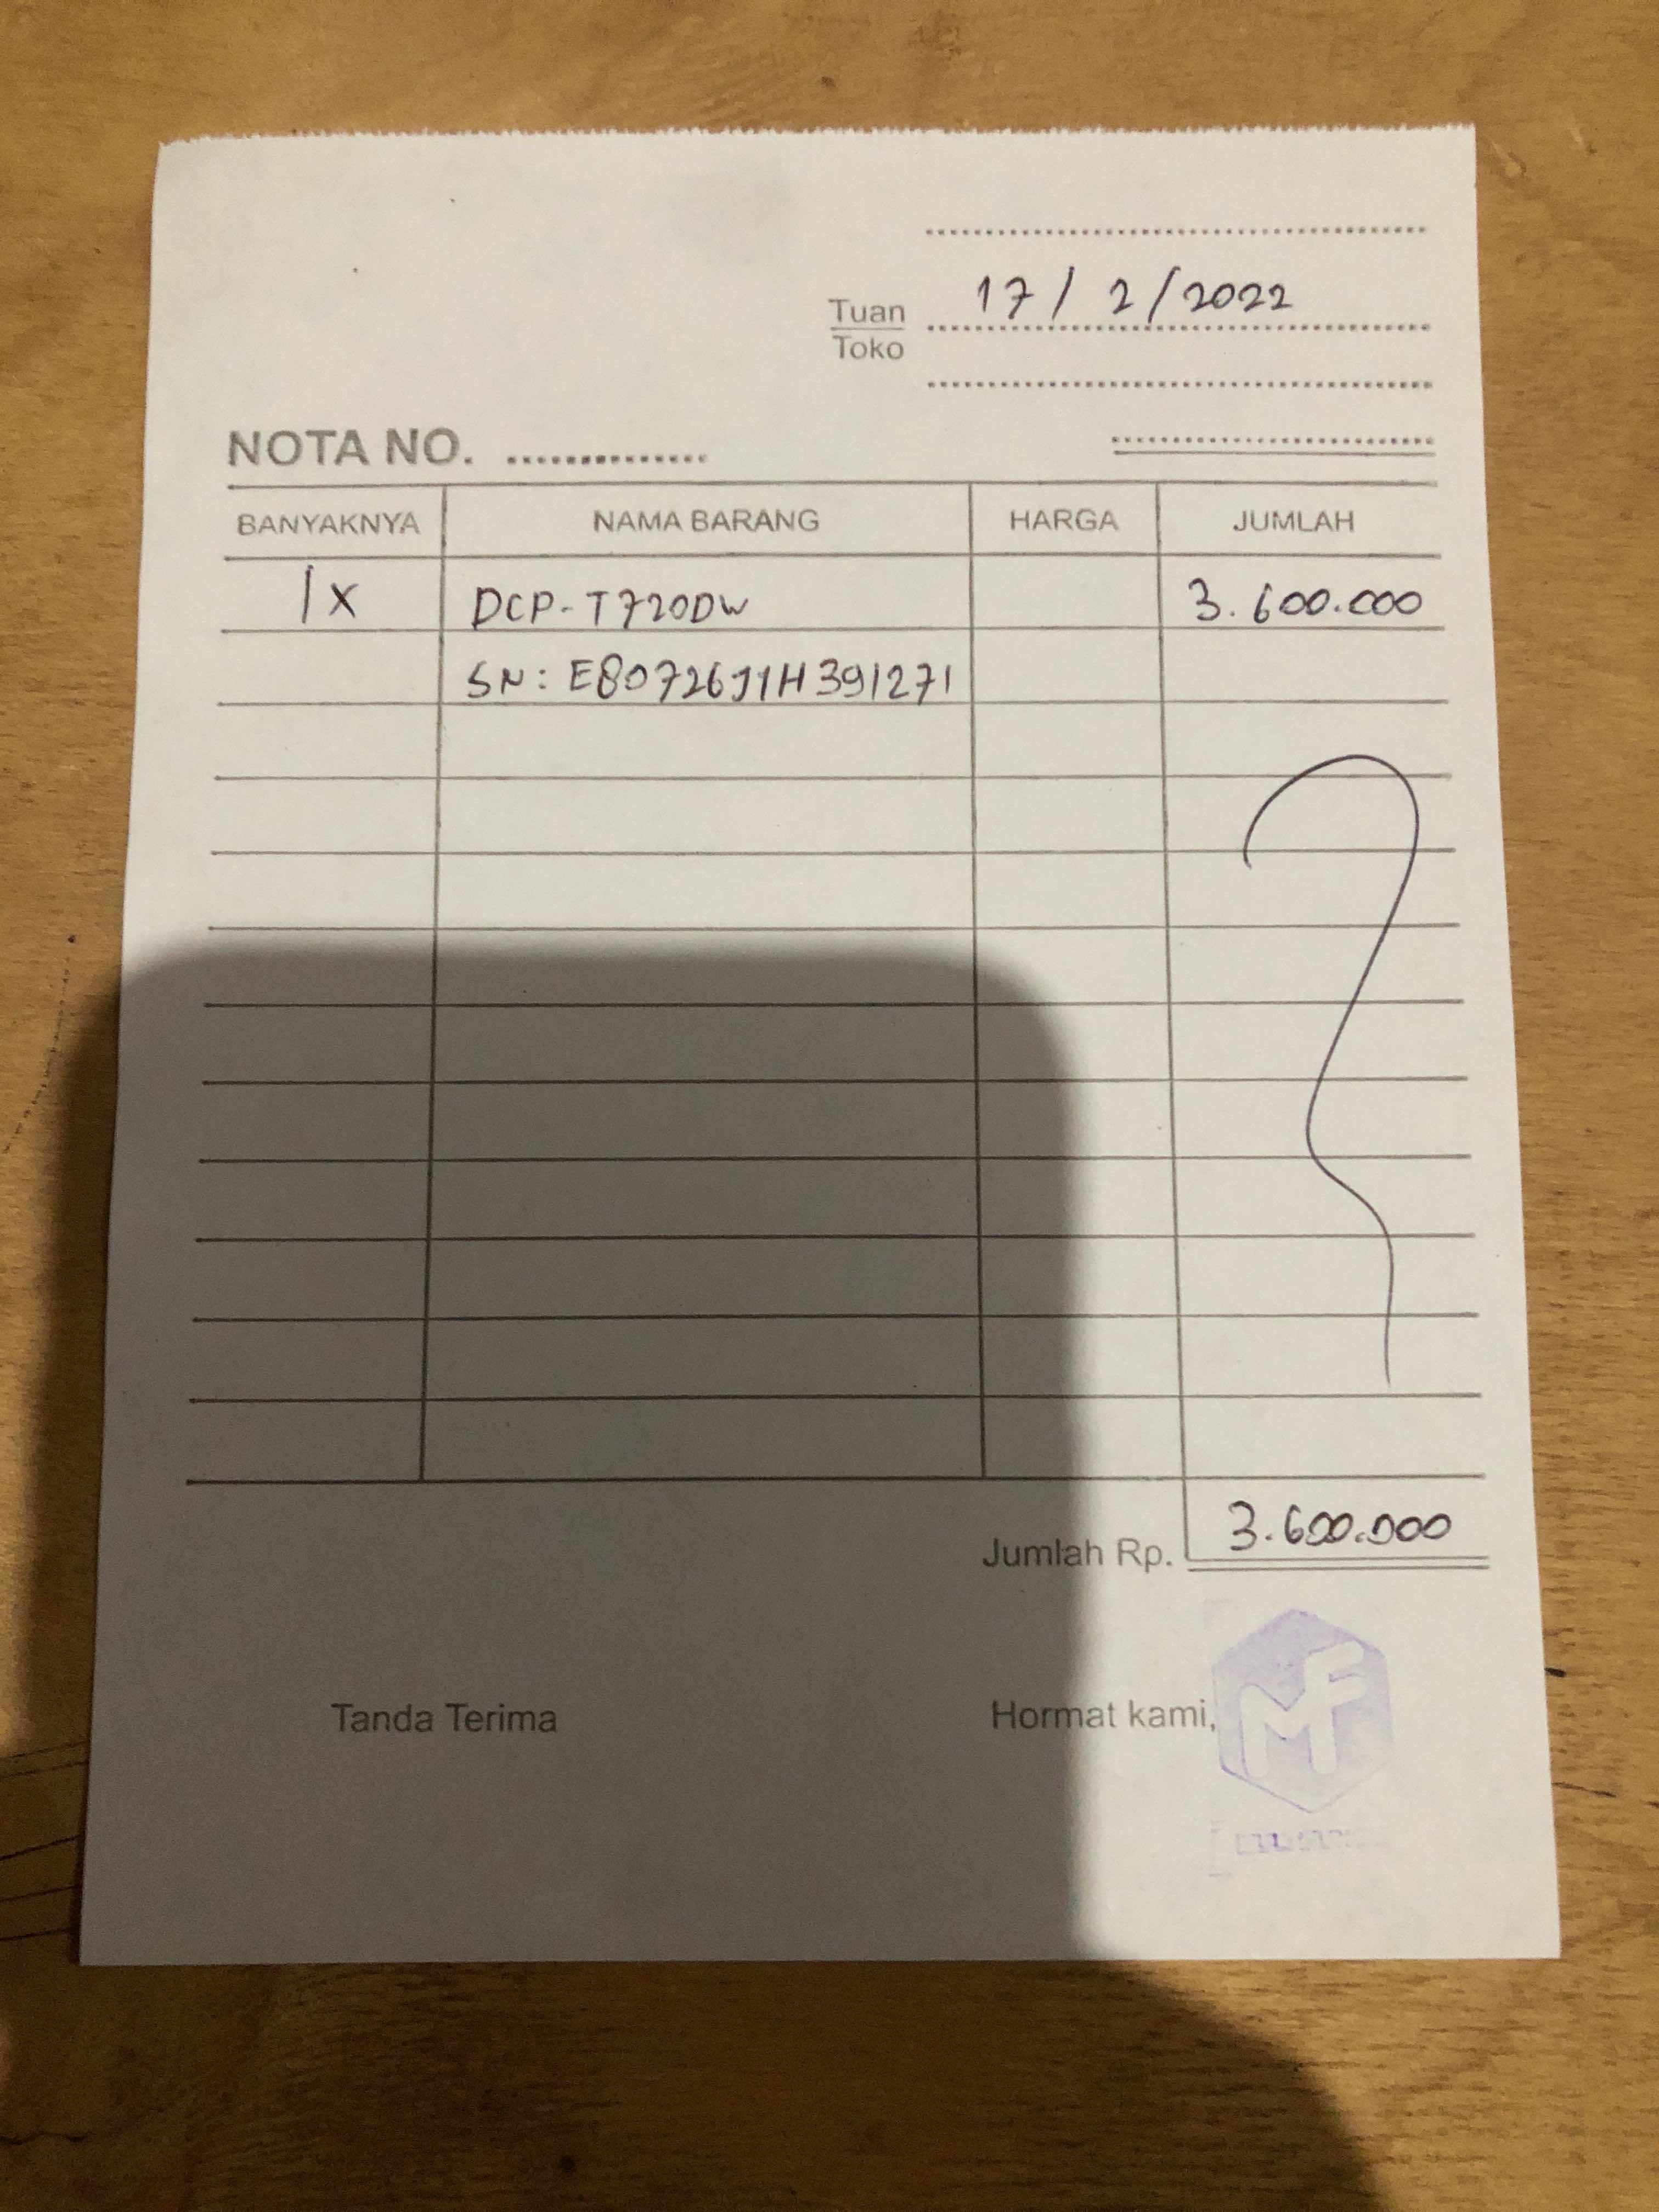 17 / 2 / 2022
Tuan
Toko
NOTA NO. ..............
BANYAKNYA NAMA BARANG HARGA JUMLAH
1x DCP-T720DW 3.600.000
SN: E80726J1H391271
Jumlah Rp. 3.600.000
Tanda Terima Hormat kami,
MF